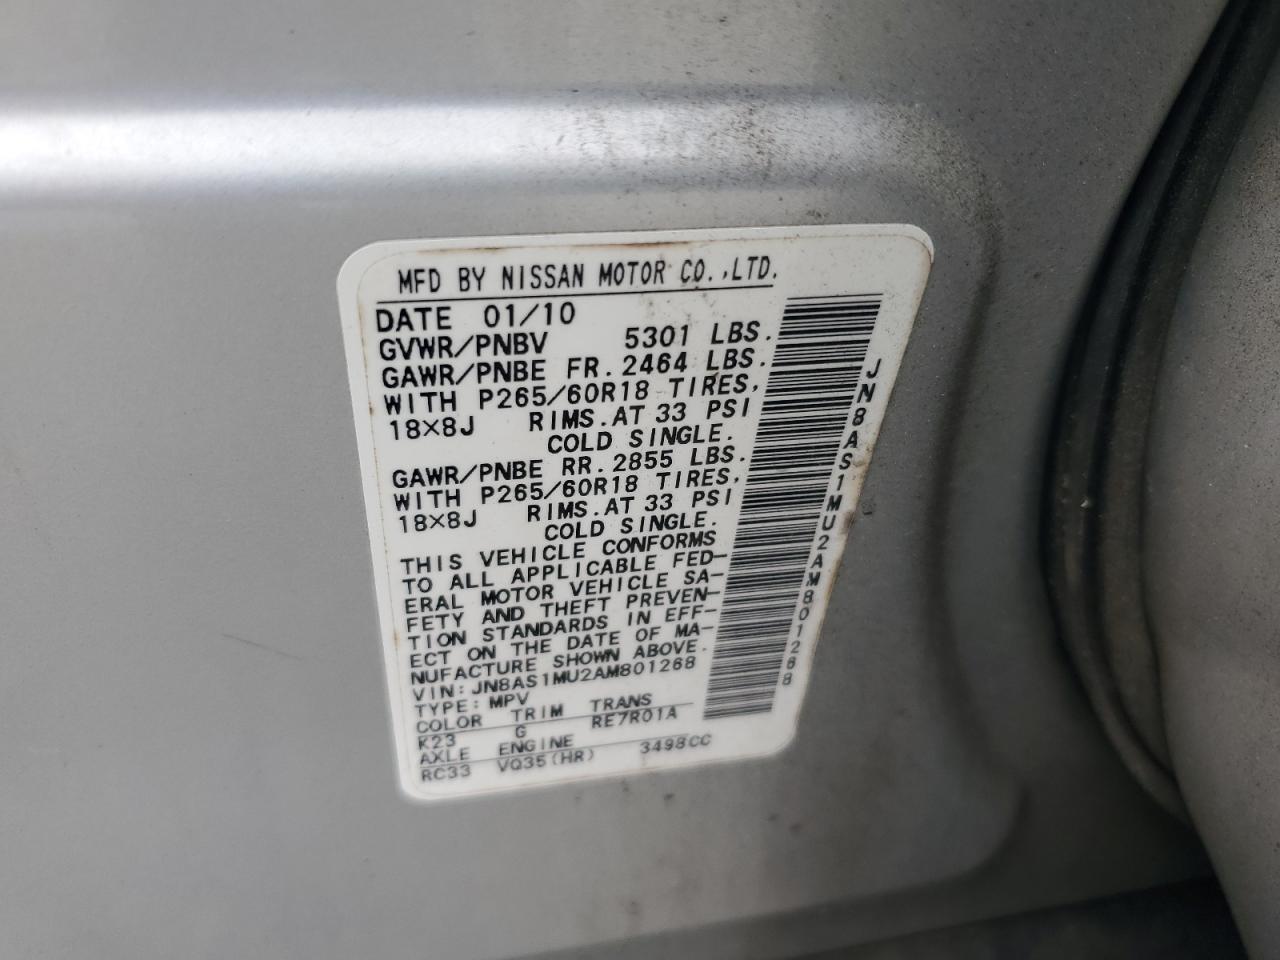 MFD BY NISSAN MOTOR CO.,LTD.
DATE 01/10
GVWR/PNBV 5301 LBS.
GAWR/PNBE FR. 2464 LBS.
WITH P265/60R18 TIRES,
18×8J RIMS. AT 33 PSI
COLD SINGLE.
GAWR/PNBE RR. 2855 LBS.
WITH P265/60R18 TIRES,
18×8J RIMS. AT 33 PSI
COLD SINGLE.
THIS VEHICLE CONFORMS
TO ALL APPLICABLE FED-
ERAL MOTOR VEHICLE SA-
FETY AND THEFT PREVEN-
TION STANDARDS IN EFF-
ECT ON THE DATE OF MA-
NUFACTURE SHOWN ABOVE.
VIN: JN8AS1MU2AM801268
TYPE: MPV
COLOR TRIM TRANS
K23 G RE7R01A
AXLE ENGINE
RC33 VQ35(HR) 3498CC
JN8AS1MU2AM801268